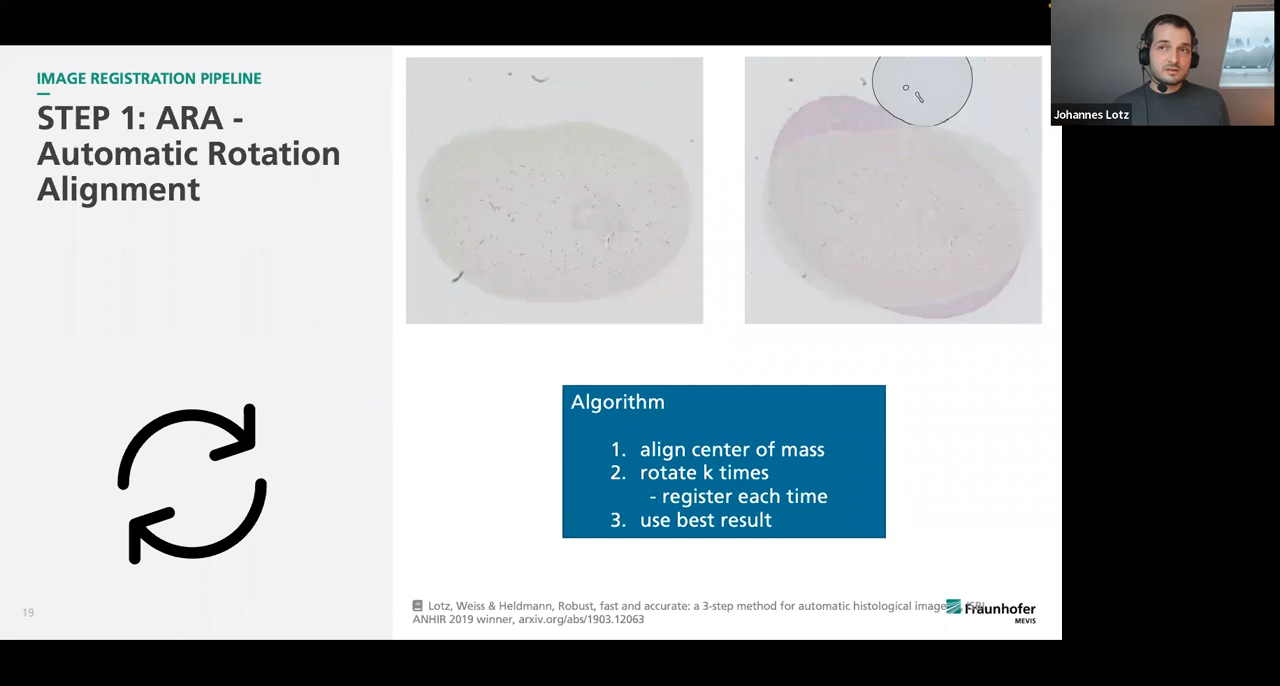 IMAGE REGISTRATION PIPELINE
STEP 1: ARA -
Automatic Rotation
Alignment
Johannes Lotz
Algorithm
1. align center of mass
2. rotate k times
- register each time
3. use best result
Lotz, Weiss & Heldmann, Robust, fast and accurate: a 3-step method for automatic histological image
ANHIR 2019 winner, arxiv.org/abs/1903.12063
Fraunhofer
MEVIS
19